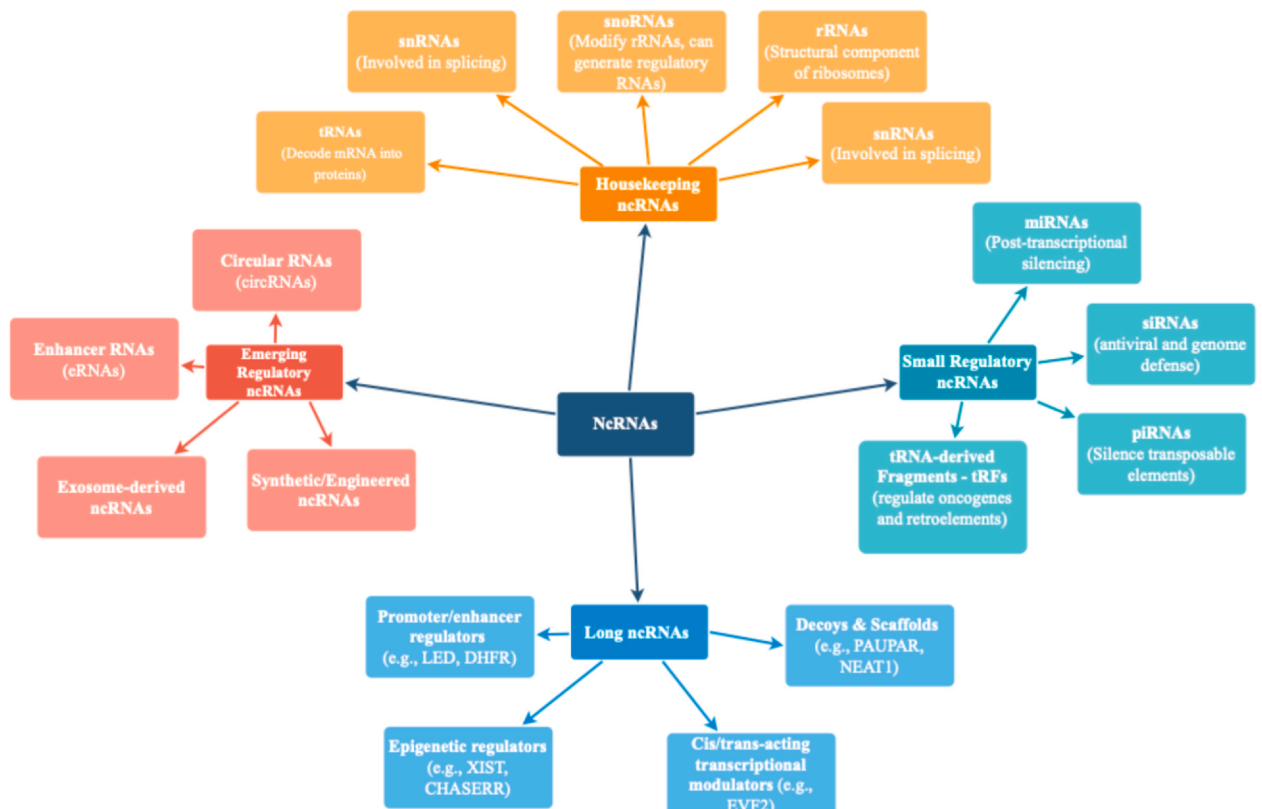 snRNAs
(Involved in splicing)
snoRNAs
(Modify rRNAs, can
generate regulatory
RNAs)
rRNAs
(Structural component
of ribosomes)
tRNAs
(Decode mRNA into
proteins)
snRNAs
(Involved in splicing)
Housekeeping
ncRNAs
miRNAs
(Post-transcriptional
silencing)
Circular RNAs
(circRNAs)
siRNAs
(antiviral and genome
defense)
Enhancer RNAs
(eRNAs)
Emerging
Regulatory
ncRNAs
Small Regulatory
ncRNAs
NcRNAs
piRNAs
(Silence transposable
elements)
tRNA-derived
Fragments - tRFs
(regulate oncogenes
and retroelements)
Exosome-derived
ncRNAs
Synthetic/Engineered
ncRNAs
Promoter/enhancer
regulators
(e.g., LED, DHFR)
Long ncRNAs
Decoys & Scaffolds
(e.g., PAUPAR,
NEAT1)
Epigenetic regulators
(e.g., XIST,
CHASERR)
Cis/trans-acting
transcriptional
modulators (e.g.,
EVF2)